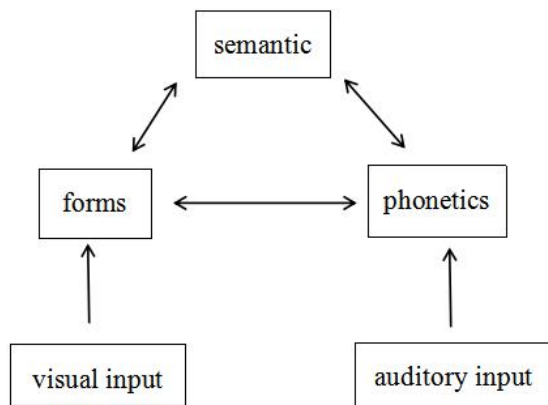 semantic
forms
phonetics
visual input
auditory input